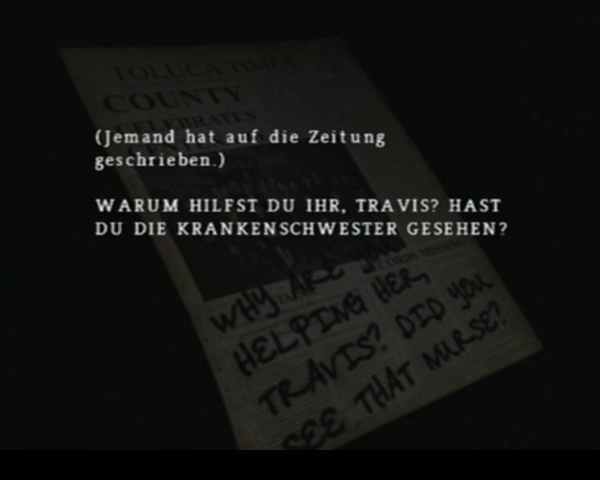 TOLUCA TIMES
COUNTY
CELEBRATES
(Jemand hat auf die Zeitung
geschrieben.)
WARUM HILFST DU IHR, TRAVIS? HAST
DU DIE KRANKENSCHWESTER GESEHEN?
WHY ARE YOU
HELPING HER,
TRAVIS? DID YOU
SEE THAT NURSE?